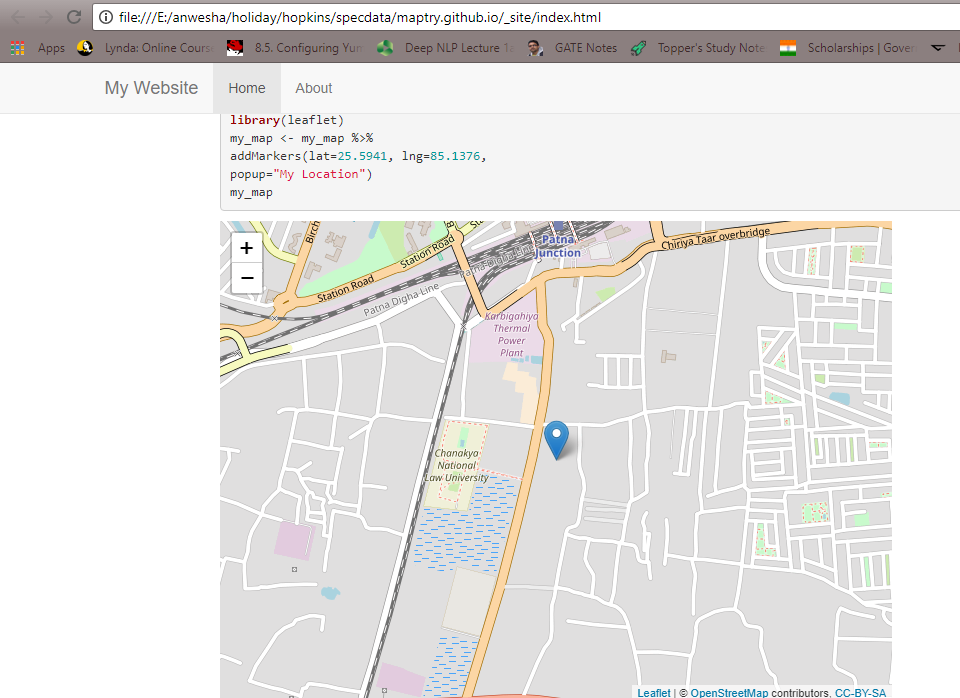 file:///E:/anwesha/holiday/hopkins/specdata/maptry.github.io/_site/index.html
Apps Lynda: Online Cours 8.5. Configuring Yum Deep NLP Lecture 1 GATE Notes Topper's Study Note Scholarships | Gove
My Website Home About
library(leaflet)
my_map <- my_map %>%
addMarkers(lat=25.5941, lng=85.1376,
popup="My Location")
my_map
+
−
Birch
Station Road
Station Road
Patna Digha Line
Patna Digha Line
Patna
Junction
Chiriya Taar overbridge
Karbigahiya
Thermal
Power
Plant
Chanakya
National
Law University
Leaflet | © OpenStreetMap contributors, CC-BY-SA